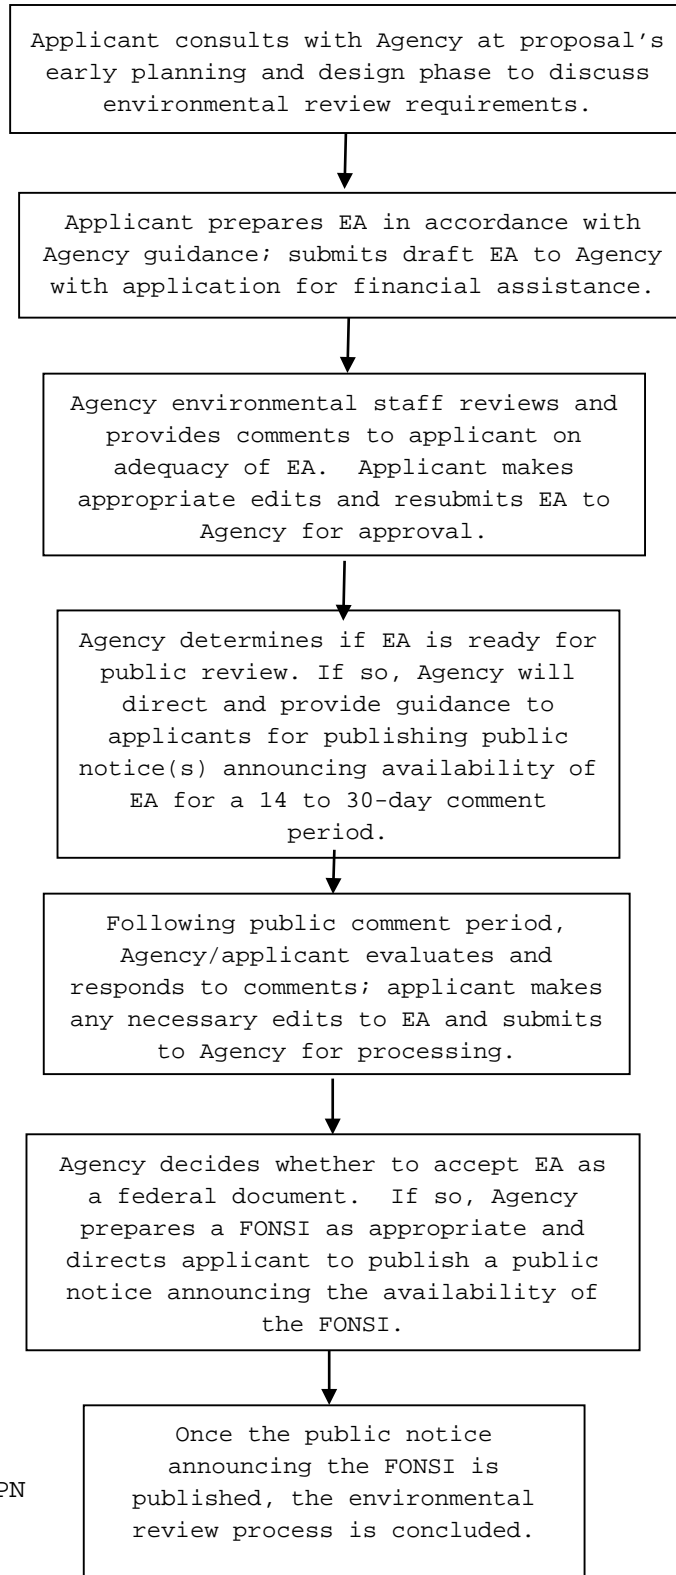 Applicant consults with Agency at proposal's
early planning and design phase to discuss
environmental review requirements.
Applicant prepares EA in accordance with
Agency guidance; submits draft EA to Agency
with application for financial assistance.
Agency environmental staff reviews and
provides comments to applicant on
adequacy of EA.  Applicant makes
appropriate edits and resubmits EA to
Agency for approval.
Agency determines if EA is ready for
public review. If so, Agency will
direct and provide guidance to
applicants for publishing public
notice(s) announcing availability of
EA for a 14 to 30-day comment
period.
Following public comment period,
Agency/applicant evaluates and
responds to comments; applicant makes
any necessary edits to EA and submits
to Agency for processing.
Agency decides whether to accept EA as
a federal document.  If so, Agency
prepares a FONSI as appropriate and
directs applicant to publish a public
notice announcing the availability of
the FONSI.
Once the public notice
announcing the FONSI is
published, the environmental
review process is concluded.
PN